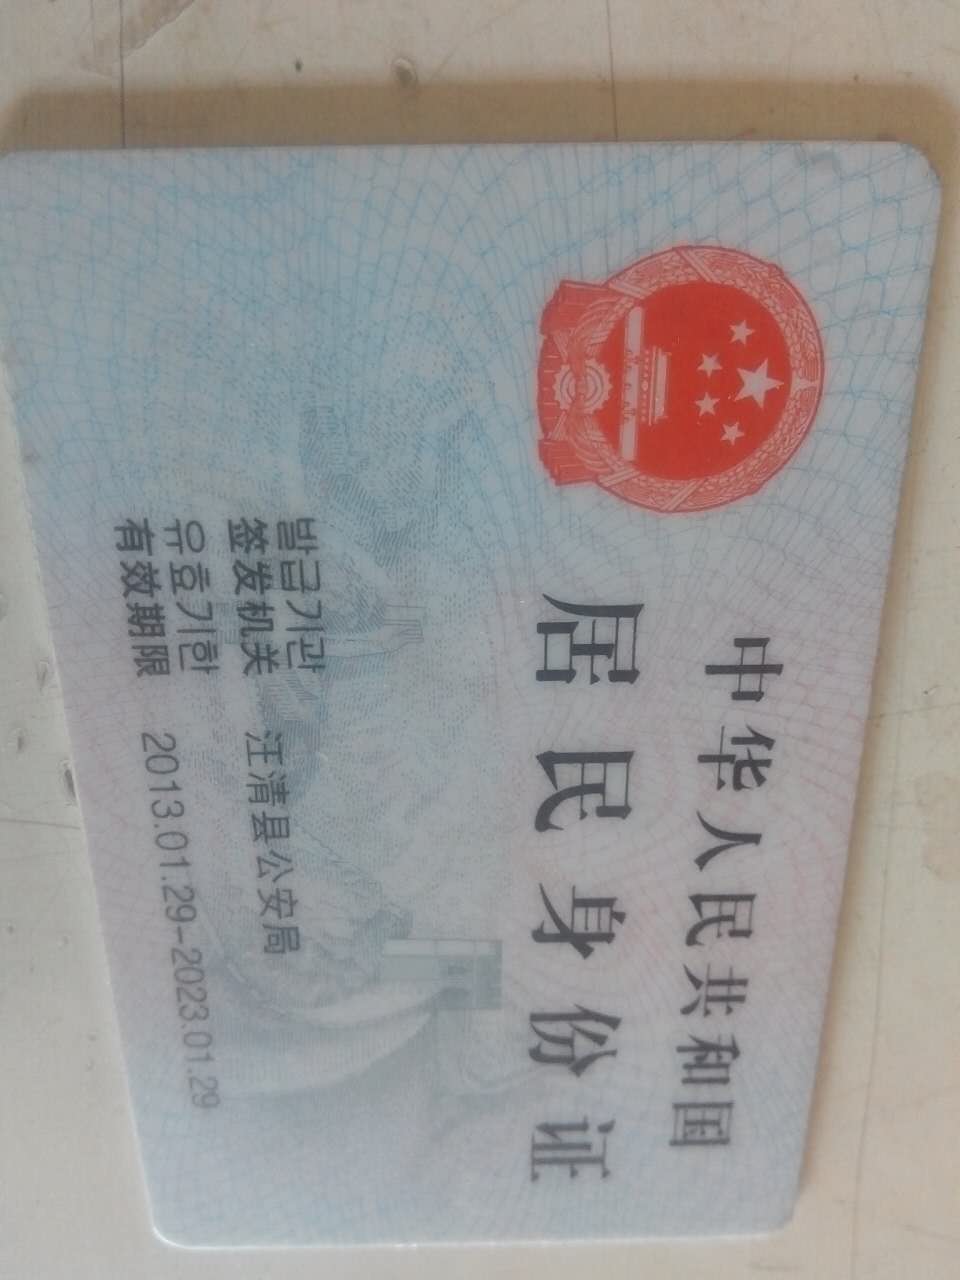 中华人民共和国
居民身份证
발급기관
签发机关 汪清县公安局
유효기한
有效期限 2013.01.29-2023.01.29